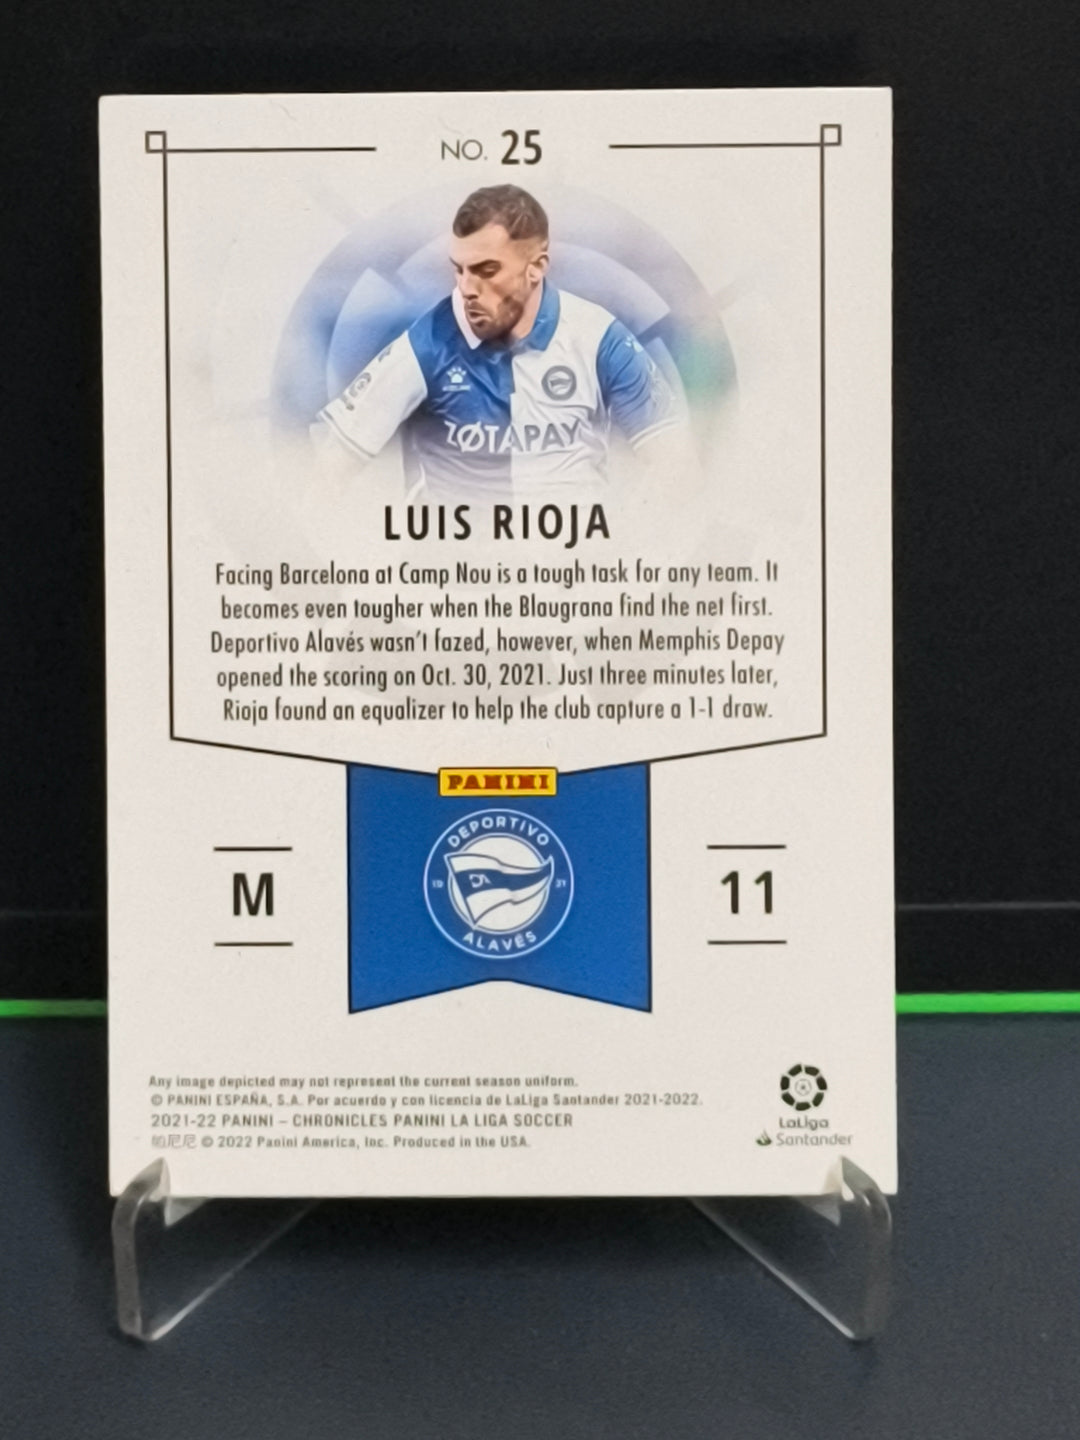 NO. 25
ZØTAPAY
LUIS RIOJA
Facing Barcelona at Camp Nou is a tough task for any team. It
becomes even tougher when the Blaugrana find the net first.
Deportivo Alavés wasn't fazed, however, when Memphis Depay
opened the scoring on Oct. 30, 2021. Just three minutes later,
Rioja found an equalizer to help the club capture a 1-1 draw.
PANINI
DEPORTIVO
19 21
ALAVÉS
M
11
Any image depicted may not represent the current season uniform.
© PANINI ESPAÑA, S.A. Por acuerdo y con licencia de LaLiga Santander 2021-2022.
2021-22 PANINI – CHRONICLES PANINI LA LIGA SOCCER
帕尼尼 © 2022 Panini America, Inc. Produced in the USA.
LaLiga
Santander